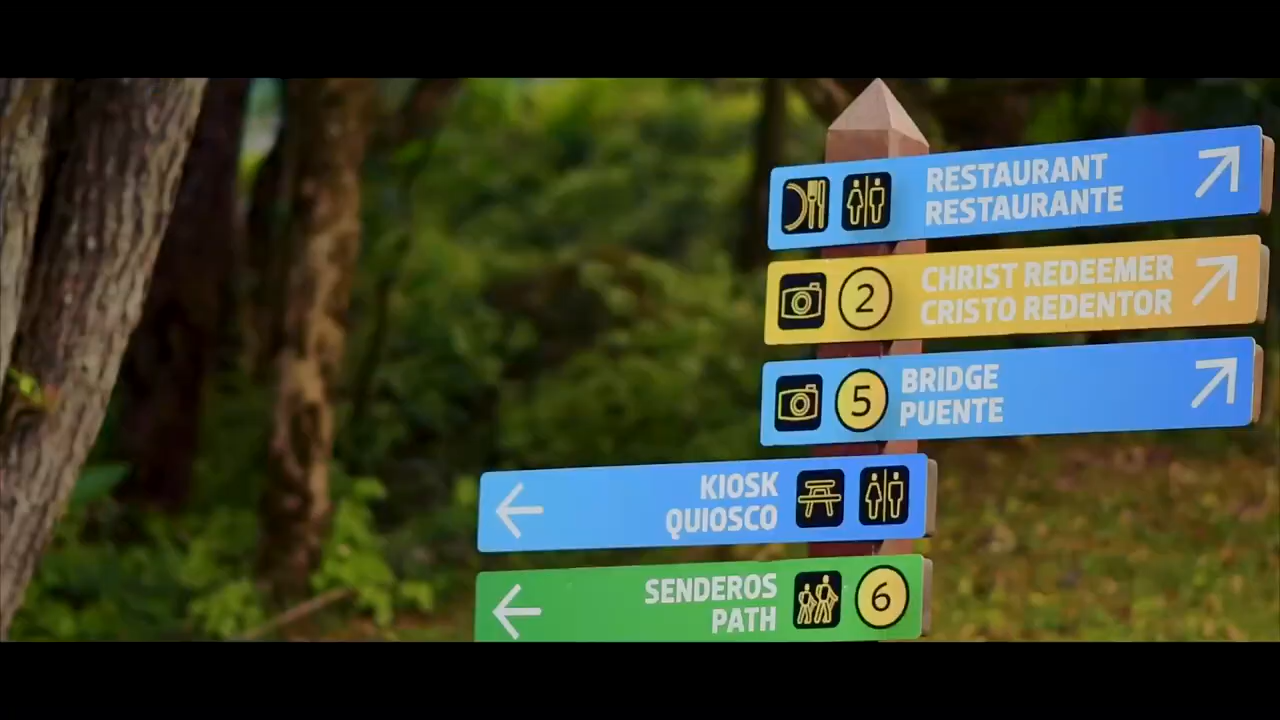 RESTAURANT
RESTAURANTE
2
CHRIST REDEEMER
CRISTO REDENTOR
5
BRIDGE
PUENTE
KIOSK
QUIOSCO
SENDEROS
PATH
6